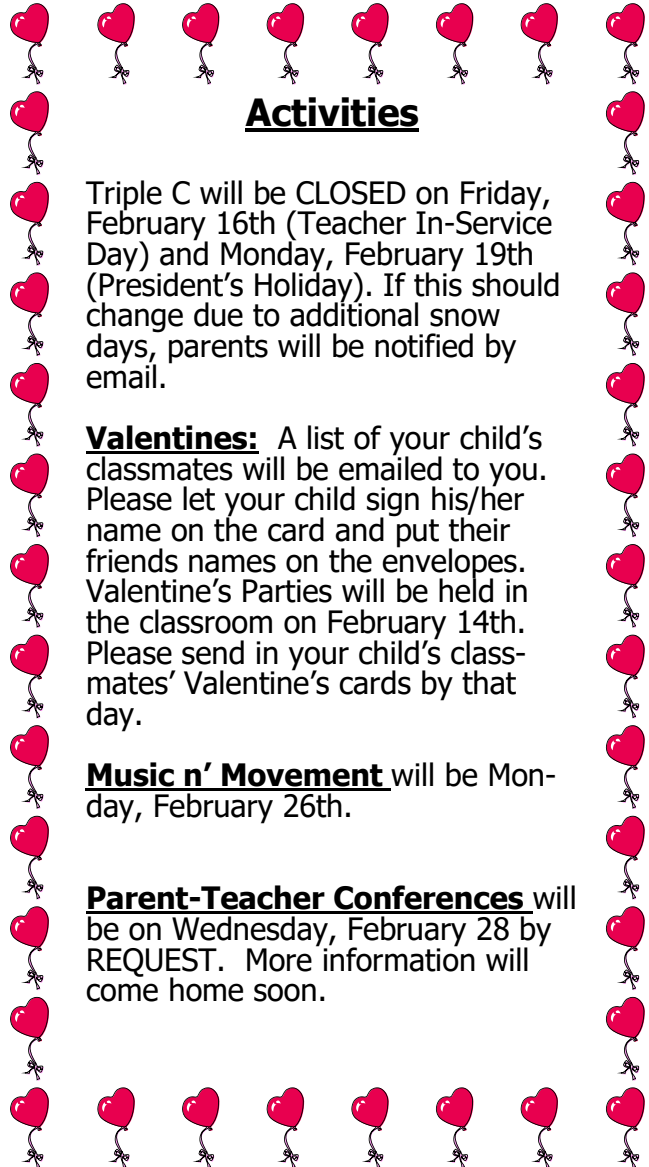 Activities
Triple C will be CLOSED on Friday,
February 16th (Teacher In-Service
Day) and Monday, February 19th
(President’s Holiday). If this should
change due to additional snow
days, parents will be notified by
email.
Valentines:  A list of your child’s
classmates will be emailed to you.
Please let your child sign his/her
name on the card and put their
friends names on the envelopes.
Valentine’s Parties will be held in
the classroom on February 14th.
Please send in your child’s class-
mates’ Valentine’s cards by that
day.
Music n’ Movement will be Mon-
day, February 26th.
Parent-Teacher Conferences will
be on Wednesday, February 28 by
REQUEST.  More information will
come home soon.